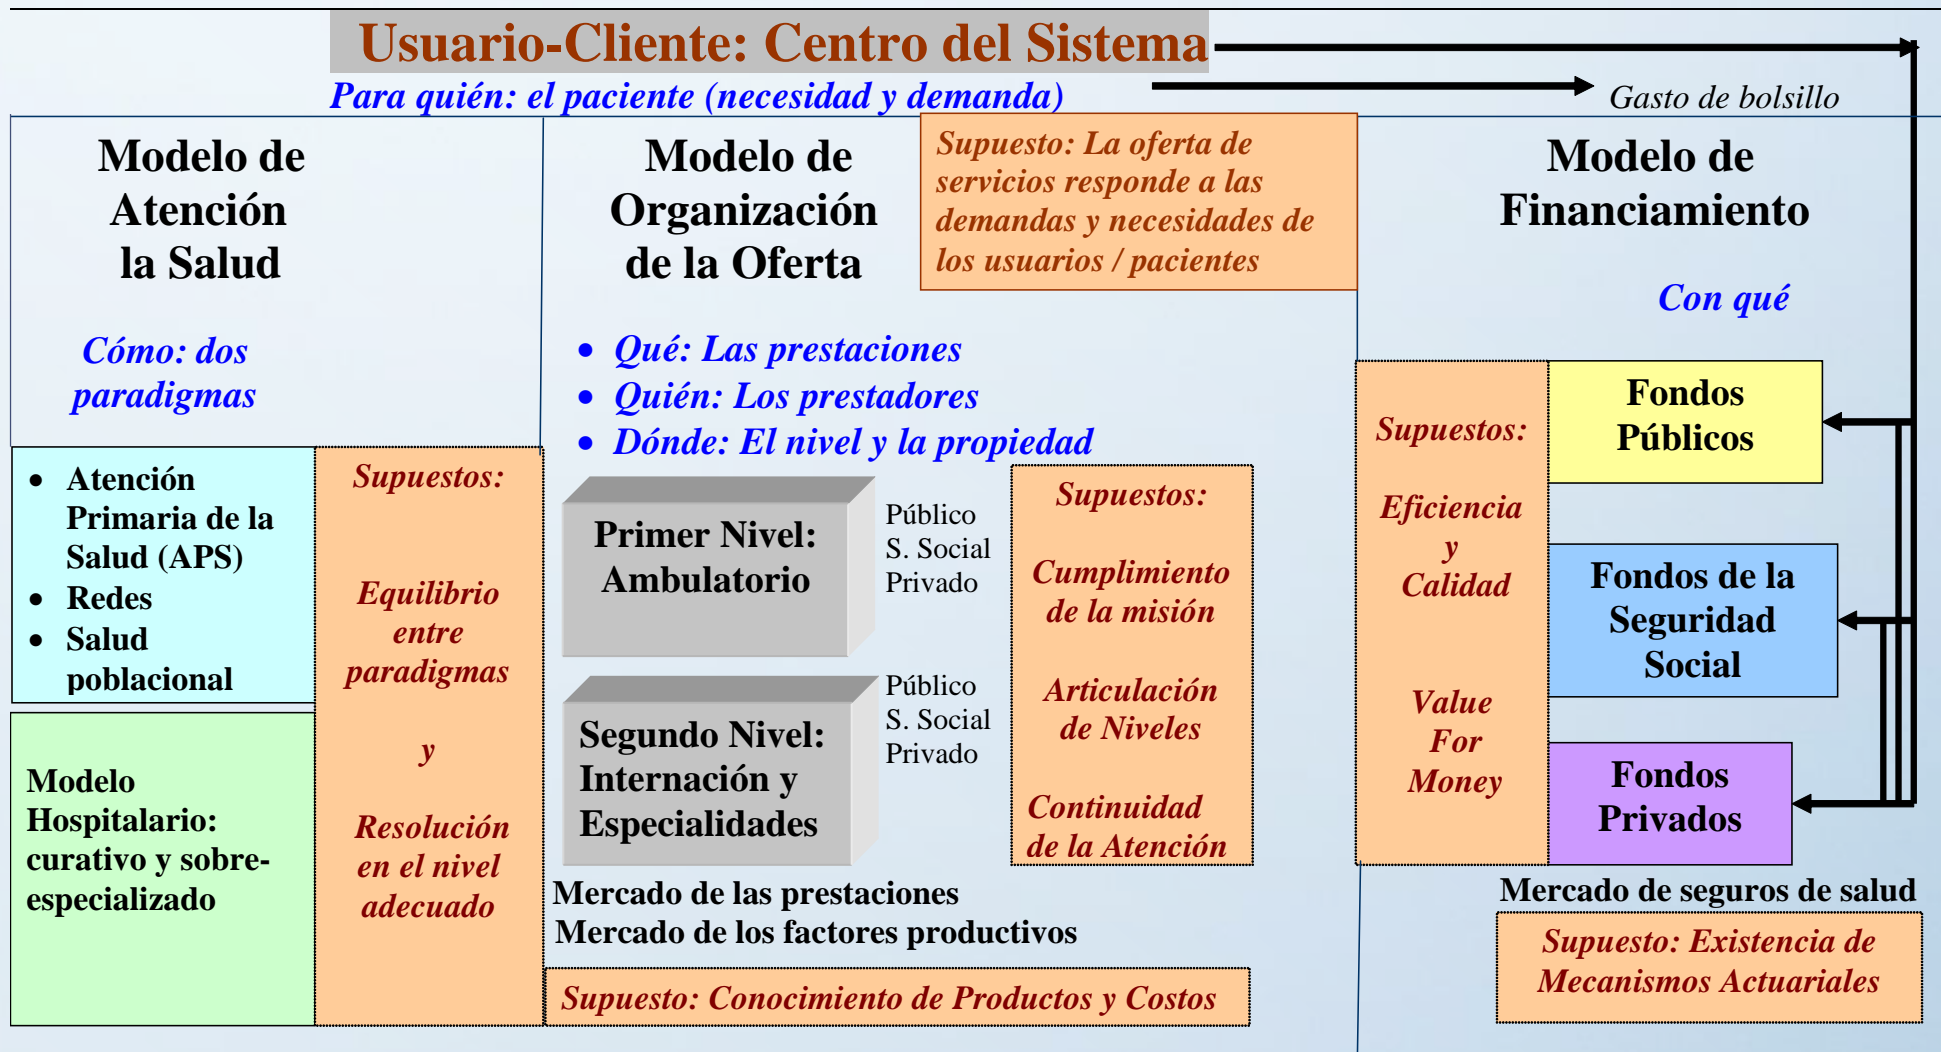 Usuario-Cliente: Centro del Sistema
Para quién: el paciente (necesidad y demanda)
Gasto de bolsillo
Modelo de
Atención
la Salud
Cómo: dos
paradigmas
• Atención
Primaria de la
Salud (APS)
• Redes
• Salud
poblacional
Modelo
Hospitalario:
curativo y sobre-
especializado
Supuestos:
Equilibrio
entre
paradigmas
y
Resolución
en el nivel
adecuado
Modelo de
Organización
de la Oferta
Supuesto: La oferta de
servicios responde a las
demandas y necesidades de
los usuarios / pacientes
• Qué: Las prestaciones
• Quién: Los prestadores
• Dónde: El nivel y la propiedad
Primer Nivel:
Ambulatorio
Público
S. Social
Privado
Segundo Nivel:
Internación y
Especialidades
Público
S. Social
Privado
Supuestos:
Cumplimiento
de la misión
Articulación
de Niveles
Continuidad
de la Atención
Mercado de las prestaciones
Mercado de los factores productivos
Supuesto: Conocimiento de Productos y Costos
Modelo de
Financiamiento
Con qué
Supuestos:
Eficiencia
y
Calidad
Value
For
Money
Fondos
Públicos
Fondos de la
Seguridad
Social
Fondos
Privados
Mercado de seguros de salud
Supuesto: Existencia de
Mecanismos Actuariales